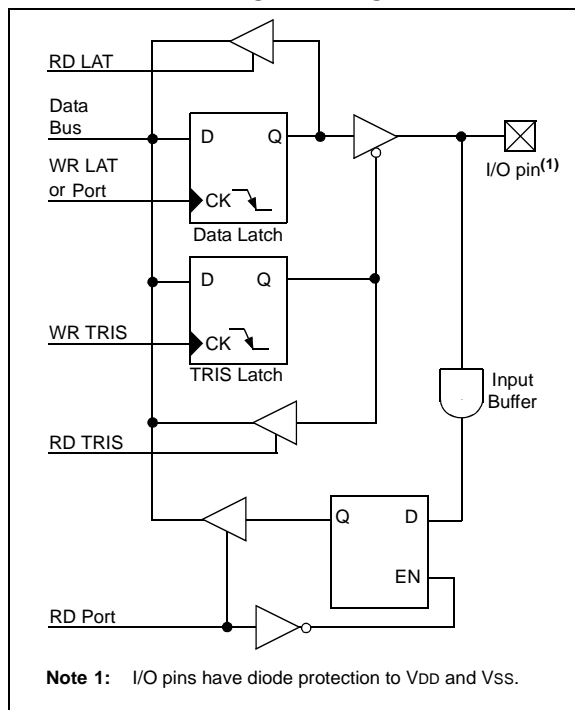 RD LAT
Data
Bus
D
Q
WR LAT
or Port
CK
Data Latch
I/O pin(1)
D
Q
WR TRIS
CK
TRIS Latch
Input
Buffer
RD TRIS
Q
D
EN
RD Port
Note 1: I/O pins have diode protection to VDD and VSS.